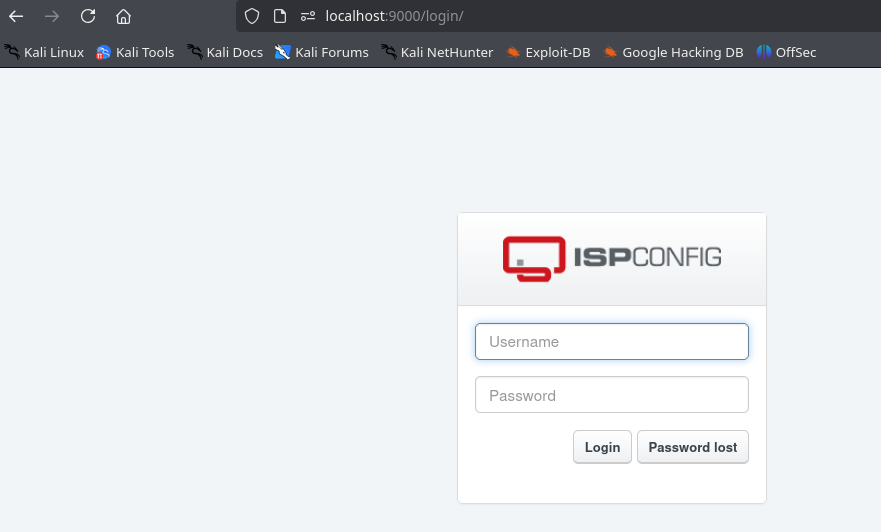 localhost:9000/login/
Kali Linux Kali Tools Kali Docs Kali Forums Kali NetHunter Exploit-DB Google Hacking DB OffSec
ISPCONFIG
Username
Password
Login Password lost